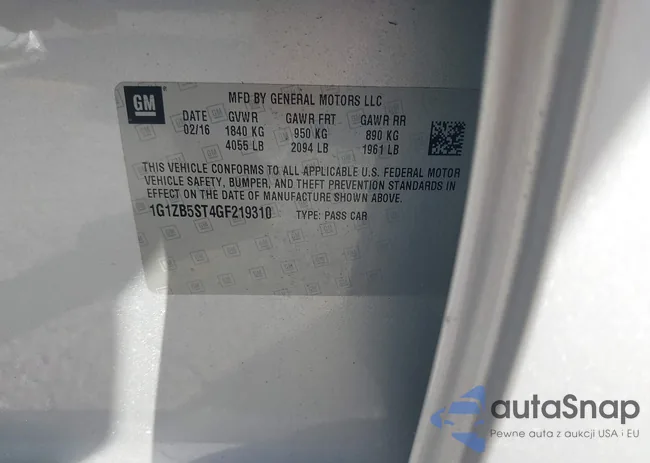 GM
MFD BY GENERAL MOTORS LLC
DATE GVWR GAWR FRT GAWR RR
02/16 1840 KG 950 KG 890 KG
4055 LB 2094 LB 1961 LB
THIS VEHICLE CONFORMS TO ALL APPLICABLE U.S. FEDERAL MOTOR
VEHICLE SAFETY, BUMPER, AND THEFT PREVENTION STANDARDS IN
EFFECT ON THE DATE OF MANUFACTURE SHOWN ABOVE.
1G1ZB5ST4GF219310 TYPE: PASS CAR
autaSnap
Pewne auta z aukcji USA i EU